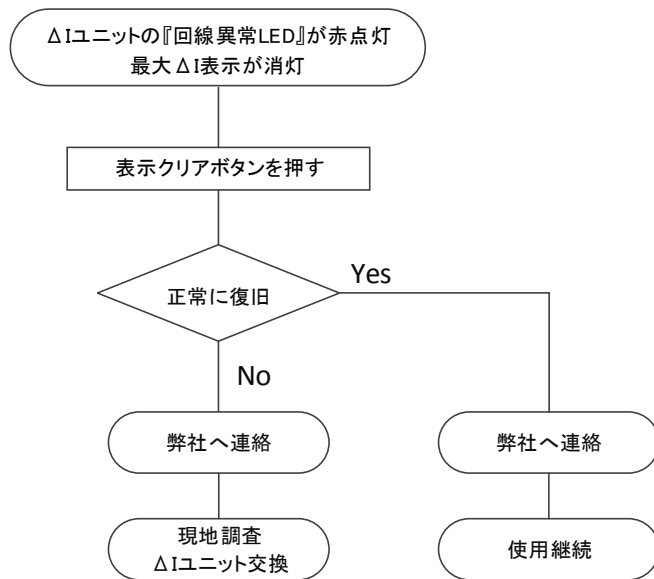 ΔIユニットの『回線異常LED』が赤点灯
最大ΔI表示が消灯
表示クリアボタンを押す
正常に復旧
Yes
No
弊社へ連絡
弊社へ連絡
現地調査
ΔIユニット交換
使用継続